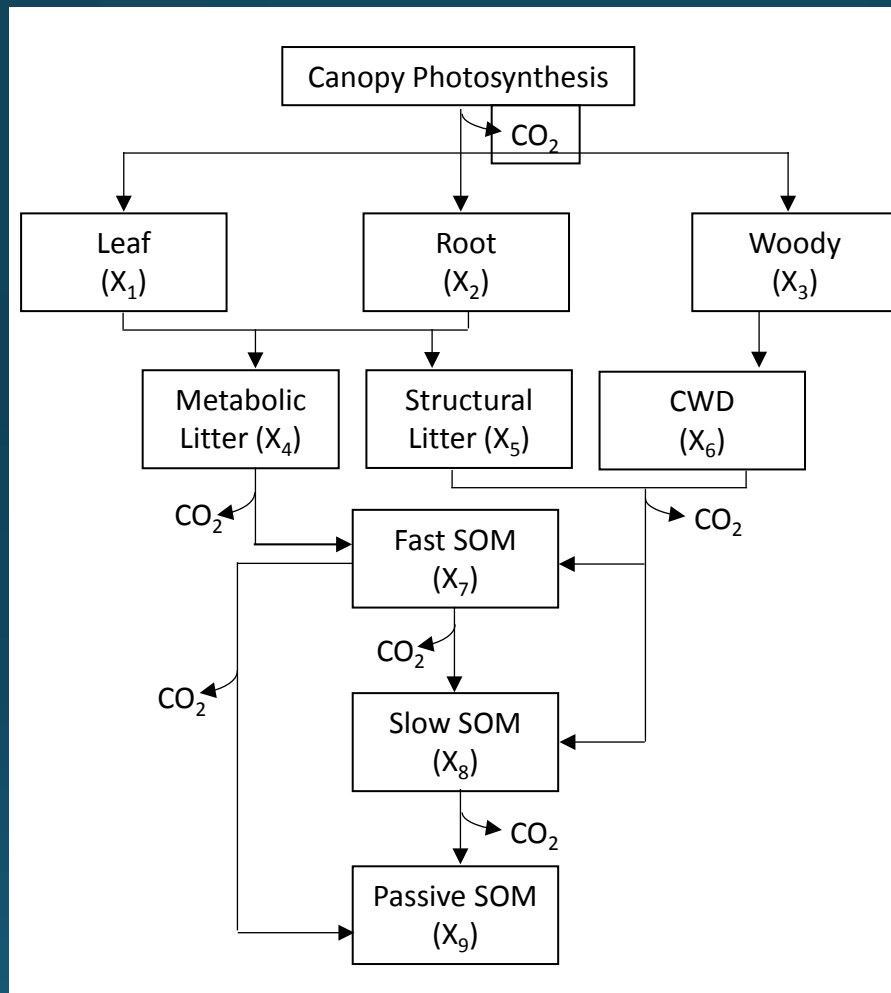 Canopy Photosynthesis
CO₂
Leaf
(X₁)
Root
(X₂)
Woody
(X₃)
Metabolic
Litter (X₄)
Structural
Litter (X₅)
CWD
(X₆)
CO₂
CO₂
Fast SOM
(X₇)
CO₂
CO₂
Slow SOM
(X₈)
CO₂
Passive SOM
(X₉)